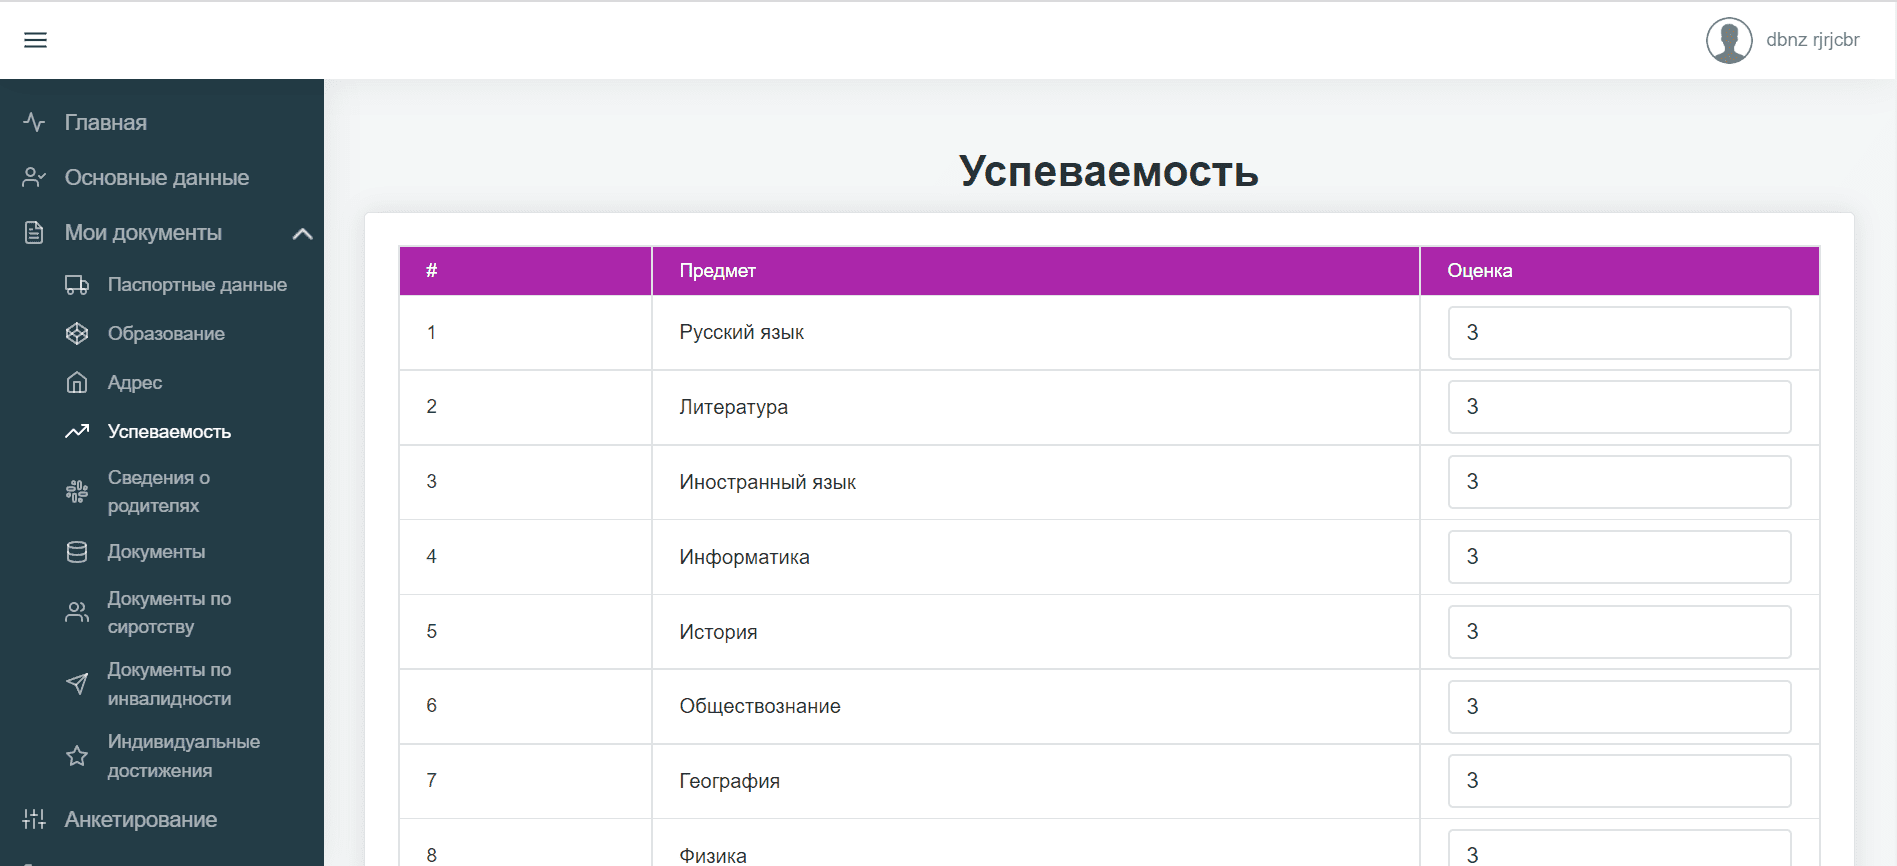 dbnz rjrjcbr
Главная
Основные данные
Мои документы
Паспортные данные
Образование
Адрес
Успеваемость
Сведения о
родителях
Документы
Документы по
сиротству
Документы по
инвалидности
Индивидуальные
достижения
Анкетирование
Успеваемость
# Предмет Оценка
1 Русский язык 3
2 Литература 3
3 Иностранный язык 3
4 Информатика 3
5 История 3
6 Обществознание 3
7 География 3
8 Физика 3